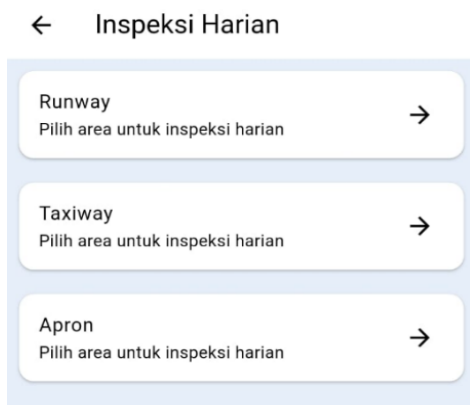 Inspeksi Harian
Runway
Pilih area untuk inspeksi harian
Taxiway
Pilih area untuk inspeksi harian
Apron
Pilih area untuk inspeksi harian